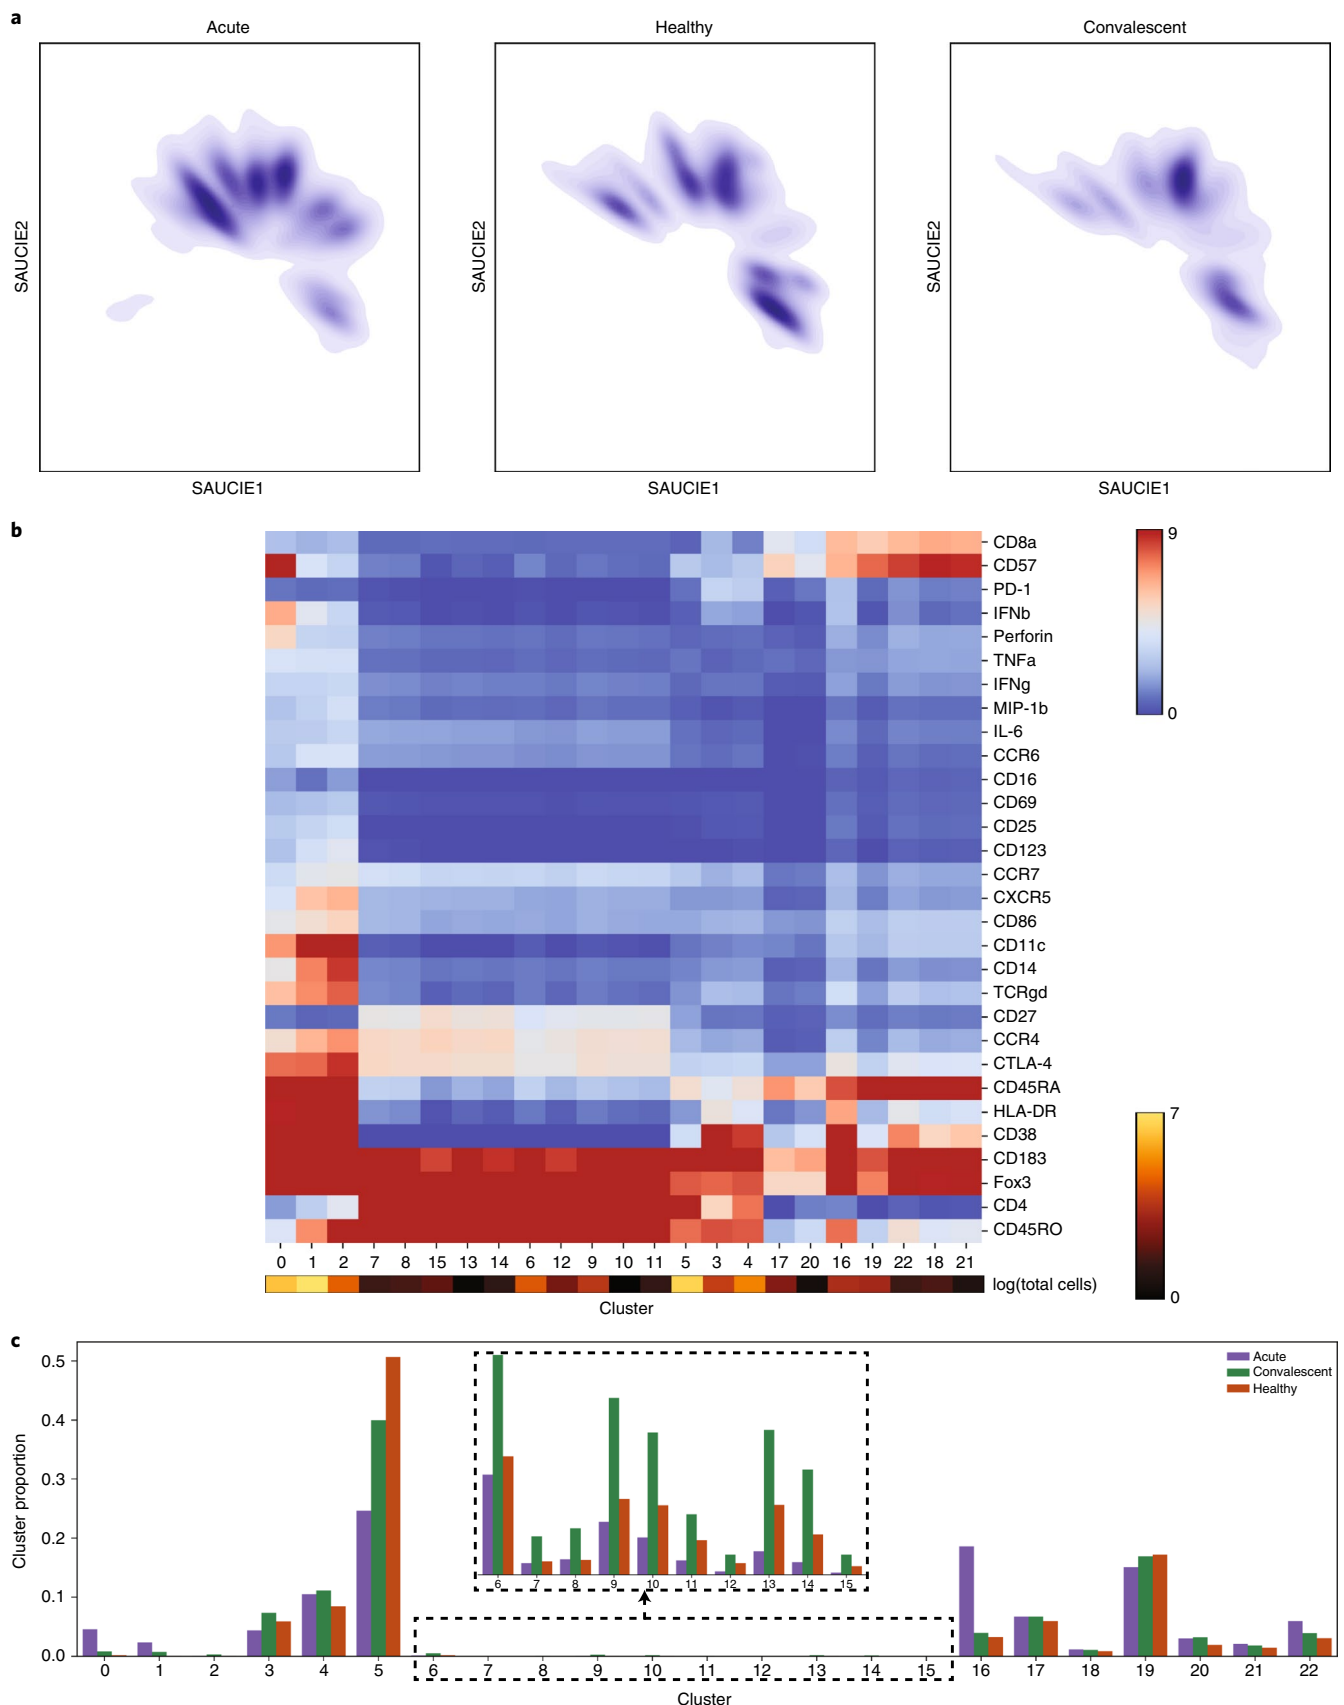 a
Acute
Healthy
Convalescent
SAUCIE2
SAUCIE2
SAUCIE2
SAUCIE1
SAUCIE1
SAUCIE1
b
CD8a
CD57
PD-1
IFNb
Perforin
TNFa
IFNg
MIP-1b
IL-6
CCR6
CD16
CD69
CD25
CD123
CCR7
CXCR5
CD86
CD11c
CD14
TCRgd
CD27
CCR4
CTLA-4
CD45RA
HLA-DR
CD38
CD183
Fox3
CD4
CD45RO
9
0
7
0
0 1 2 7 8 15 13 14 6 12 9 10 11 5 3 4 17 20 16 19 22 18 21
log(total cells)
Cluster
c
Cluster proportion
0.5
0.4
0.3
0.2
0.1
0.0
Acute
Convalescent
Healthy
6 7 8 9 10 11 12 13 14 15
0 1 2 3 4 5 6 7 8 9 10 11 12 13 14 15 16 17 18 19 20 21 22
Cluster